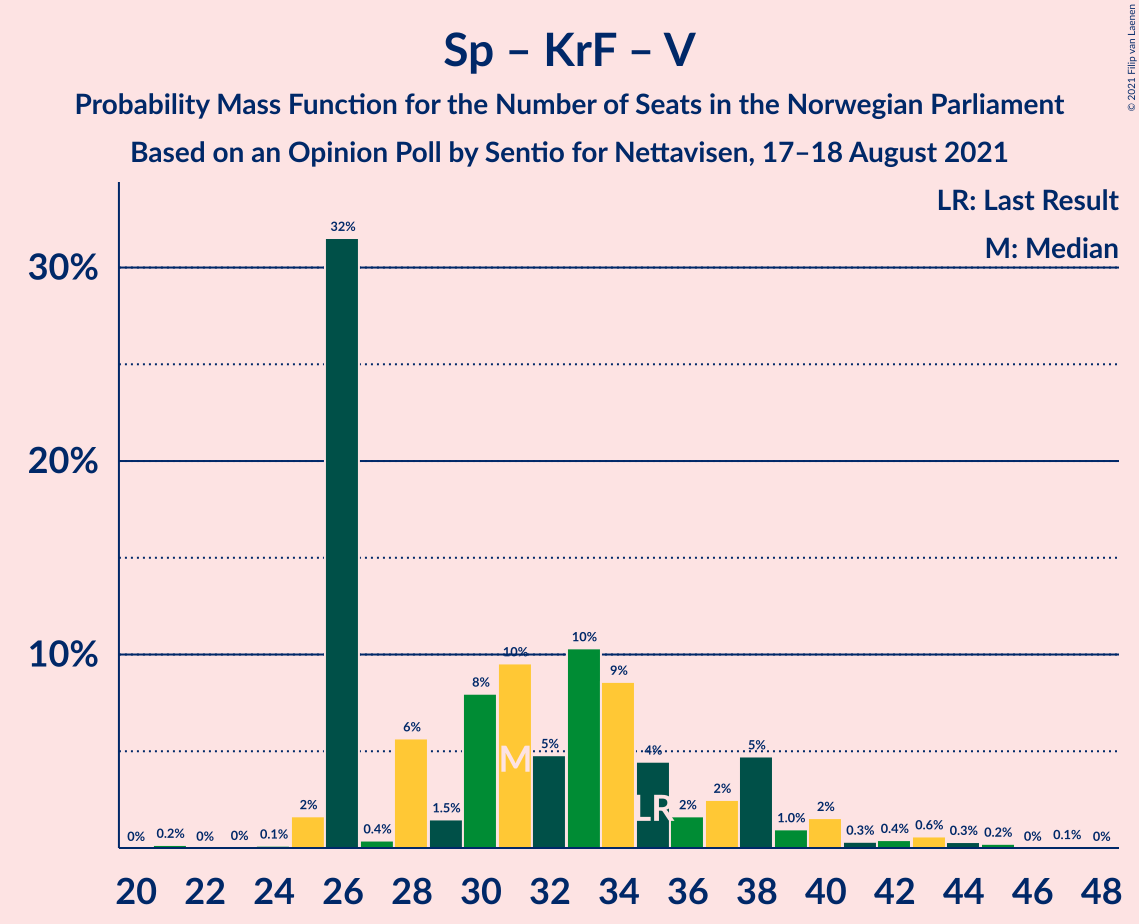 Sp – KrF – V
Probability Mass Function for the Number of Seats in the Norwegian Parliament
Based on an Opinion Poll by Sentio for Nettavisen, 17–18 August 2021
© 2021 Filip van Laenen
LR: Last Result
M: Median
30%
20%
10%
0% 0.2% 0% 0% 0.1% 2% 32% 0.4% 6% 1.5% 8% 10% 5% 10% 9% 4% 2% 2% 5% 1.0% 2% 0.3% 0.4% 0.6% 0.3% 0.2% 0% 0.1% 0%
M
LR
20 22 24 26 28 30 32 34 36 38 40 42 44 46 48